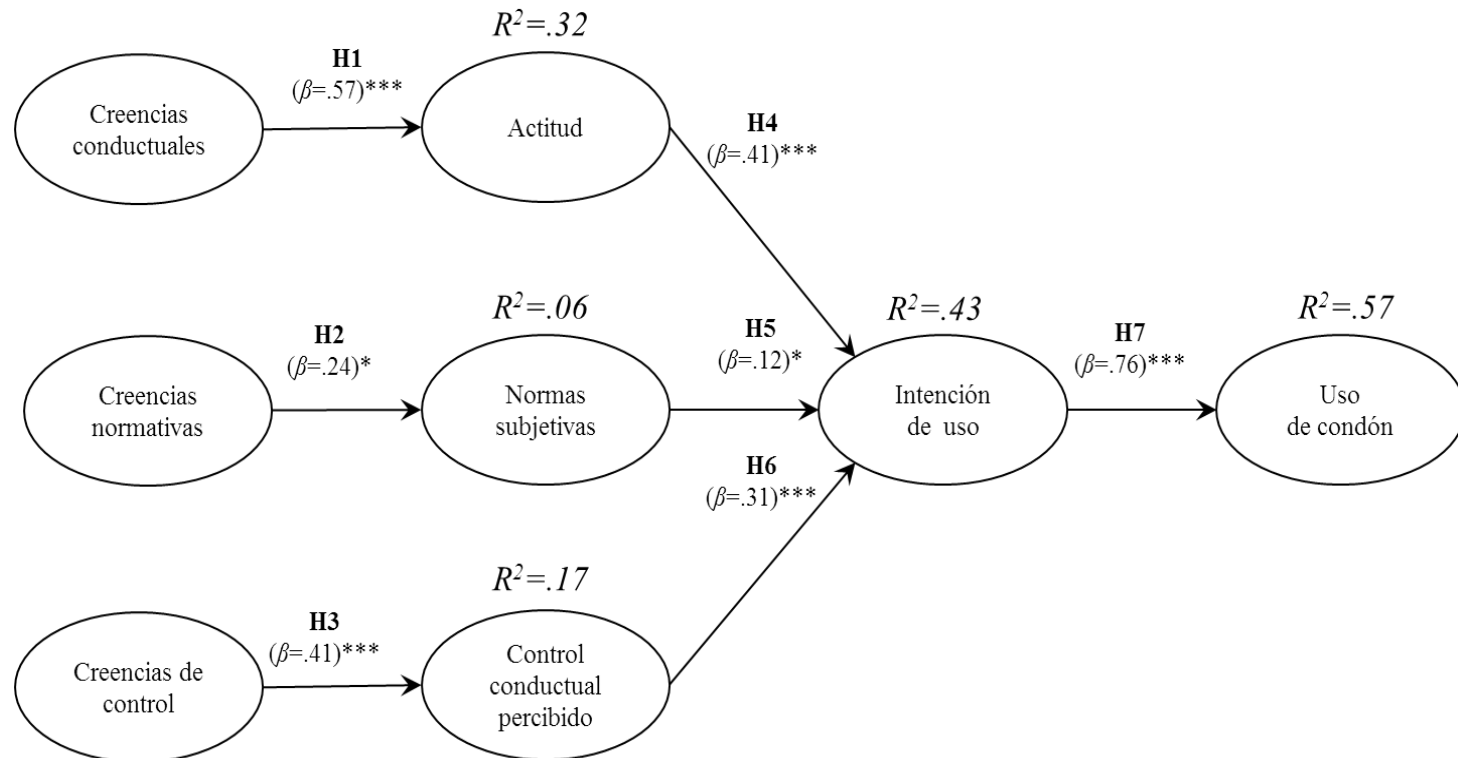 R²=.32
H1
(β=.57)***
Creencias
conductuales
Actitud
H4
(β=.41)***
R²=.06
H2
(β=.24)*
Creencias
normativas
Normas
subjetivas
H5
(β=.12)*
R²=.43
Intención
de uso
H7
(β=.76)***
R²=.57
Uso
de condón
H6
(β=.31)***
R²=.17
H3
(β=.41)***
Creencias de
control
Control
conductual
percibido